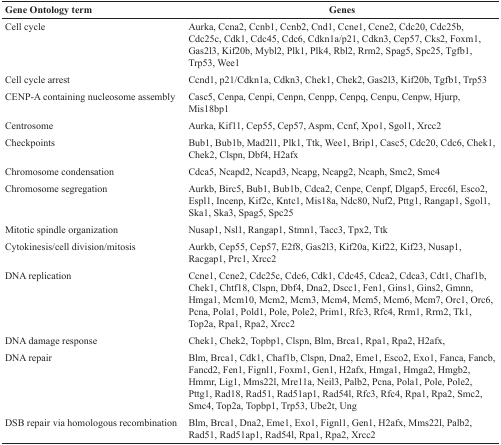 Gene Ontology term Genes
Cell cycle Aurka, Ccna2, Ccnb1, Ccnb2, Cnd1, Ccne1, Ccne2, Cdc20, Cdc25b,
Cdc25c, Cdk1, Cdc45, Cdc6, Cdkn1a/p21, Cdkn3, Cep57, Cks2, Foxm1,
Gas2l3, Kif20b, Mybl2, Plk1, Plk4, Rbl2, Rrm2, Spag5, Spc25, Tgfb1,
Trp53, Wee1
Cell cycle arrest Ccnd1, p21/Cdkn1a, Cdkn3, Chek1, Chek2, Gas2l3, Kif20b, Tgfb1, Trp53
CENP-A containing nucleosome assembly Casc5, Cenpa, Cenpi, Cenpn, Cenpp, Cenpq, Cenpu, Cenpw, Hjurp,
Mis18bp1
Centrosome Aurka, Kif11, Cep55, Cep57, Aspm, Ccnf, Xpo1, Sgol1, Xrcc2
Checkpoints Bub1, Bub1b, Mad2l1, Plk1, Ttk, Wee1, Brip1, Casc5, Cdc20, Cdc6, Chek1,
Chek2, Clspn, Dbf4, H2afx
Chromosome condensation Cdca5, Ncapd2, Ncapd3, Ncapg, Ncapg2, Ncaph, Smc2, Smc4
Chromosome segregation Aurkb, Birc5, Bub1, Bub1b, Cdca2, Cenpe, Cenpf, Dlgap5, Ercc6l, Esco2,
Espl1, Incenp, Kif2c, Kntc1, Mis18a, Ndc80, Nuf2, Pttg1, Rangap1, Sgol1,
Ska1, Ska3, Spag5, Spc25
Mitotic spindle organization Nusap1, Nsl1, Rangap1, Stmn1, Tacc3, Tpx2, Ttk
Cytokinesis/cell division/mitosis Aurkb, Cep55, Cep57, E2f8, Gas2l3, Kif20a, Kif22, Kif23, Nusap1,
Racgap1, Prc1, Xrcc2
DNA replication Ccne1, Ccne2, Cdc25c, Cdc6, Cdk1, Cdc45, Cdca2, Cdca3, Cdt1, Chaf1b,
Chek1, Chtf18, Clspn, Dbf4, Dna2, Dscc1, Fen1, Gins1, Gins2, Gmnn,
Hmga1, Mcm10, Mcm2, Mcm3, Mcm4, Mcm5, Mcm6, Mcm7, Orc1, Orc6,
Pcna, Pola1, Pold1, Pole, Pole2, Prim1, Rfc3, Rfc4, Rrm1, Rrm2, Tk1,
Top2a, Rpa1, Rpa2, Xrcc2
DNA damage response Chek1, Chek2, Topbp1, Clspn, Blm, Brca1, Rpa1, Rpa2, H2afx,
DNA repair Blm, Brca1, Cdk1, Chaf1b, Clspn, Dna2, Eme1, Esco2, Exo1, Fanca, Fancb,
Fancd2, Fen1, Fignl1, Foxm1, Gen1, H2afx, Hmga1, Hmga2, Hmgb2,
Hmmr, Lig1, Mms22l, Mre11a, Neil3, Palb2, Pcna, Pola1, Pole, Pole2,
Pttg1, Rad18, Rad51, Rad51ap1, Rad54l, Rfc3, Rfc4, Rpa1, Rpa2, Smc2,
Smc4, Top2a, Topbp1, Trp53, Ube2t, Ung
DSB repair via homologous recombination Blm, Brca1, Dna2, Eme1, Exo1, Fignl1, Gen1, H2afx, Mms22l, Palb2,
Rad51, Rad51ap1, Rad54l, Rpa1, Rpa2, Xrcc2